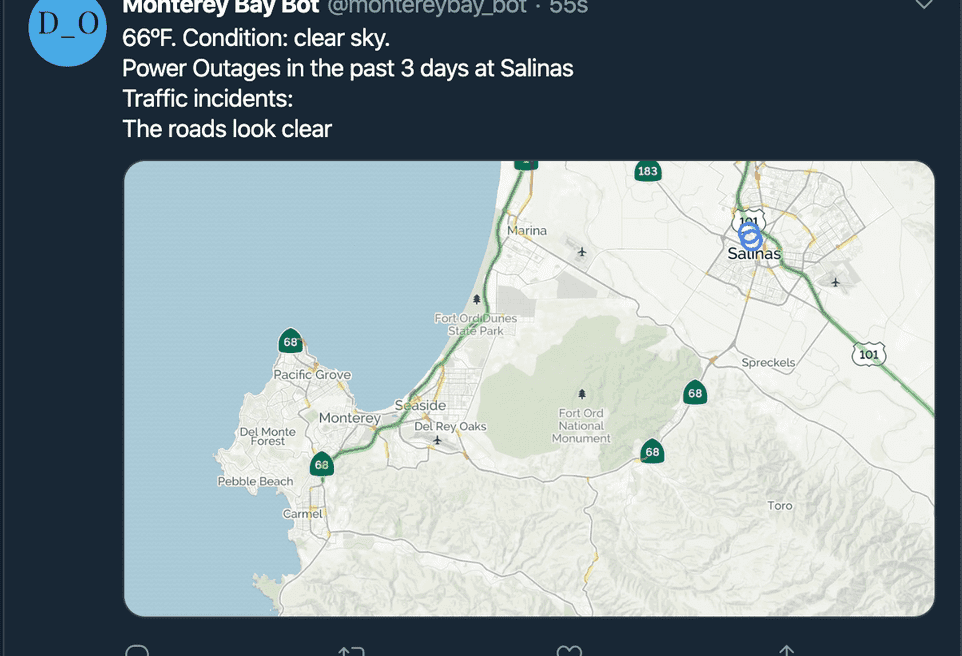 Monterey Bay Bot @montereybay_bot · 55s
D_O
66ºF. Condition: clear sky.
Power Outages in the past 3 days at Salinas
Traffic incidents:
The roads look clear
1
183
Marina
101
Salinas
Fort Ord Dunes
State Park
68
Pacific Grove
101
Spreckels
68
Seaside
Monterey
Del Rey Oaks
Fort Ord
National
Monument
Del Monte
Forest
68
68
Pebble Beach
Toro
Carmel